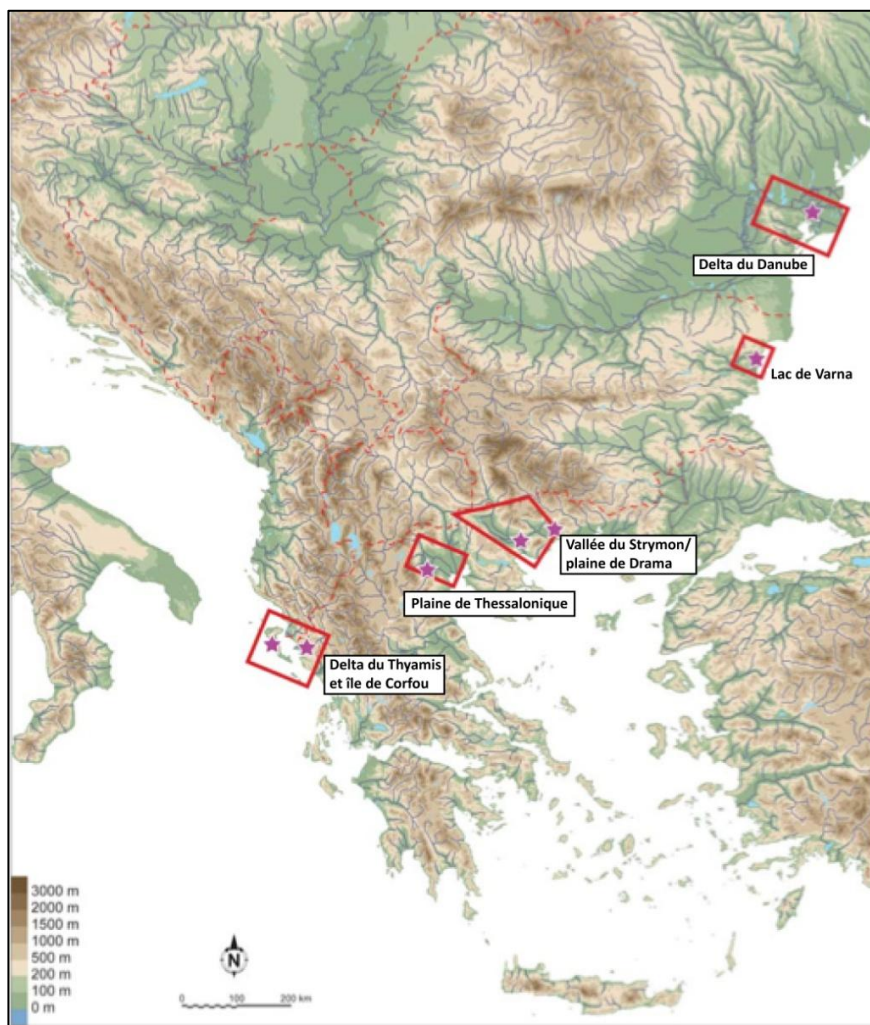 Delta du Danube
Lac de Varna
Vallée du Strymon/
plaine de Drama
Plaine de Thessalonique
Delta du Thyamis
et île de Corfou
3000 m
2000 m
1500 m
1000 m
500 m
200 m
100 m
0 m
N
0 100 200 km